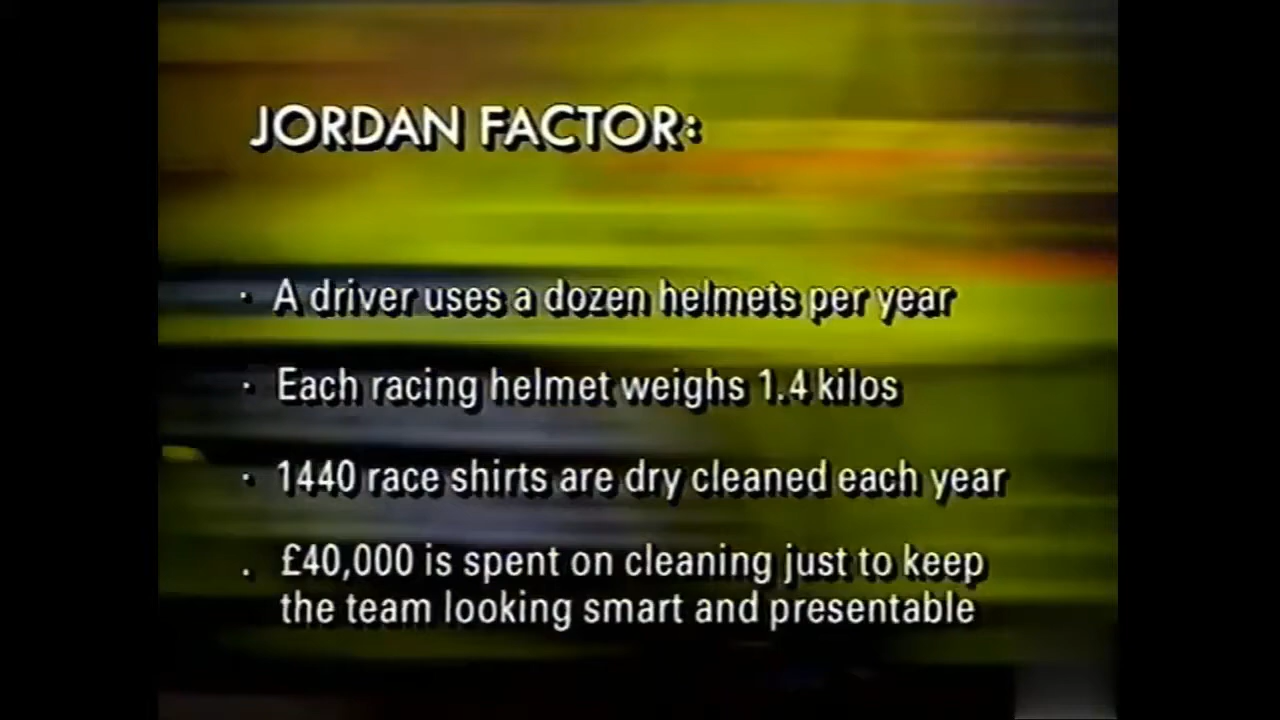 JORDAN FACTOR:
· A driver uses a dozen helmets per year
· Each racing helmet weighs 1.4 kilos
· 1440 race shirts are dry cleaned each year
. £40,000 is spent on cleaning just to keep
the team looking smart and presentable